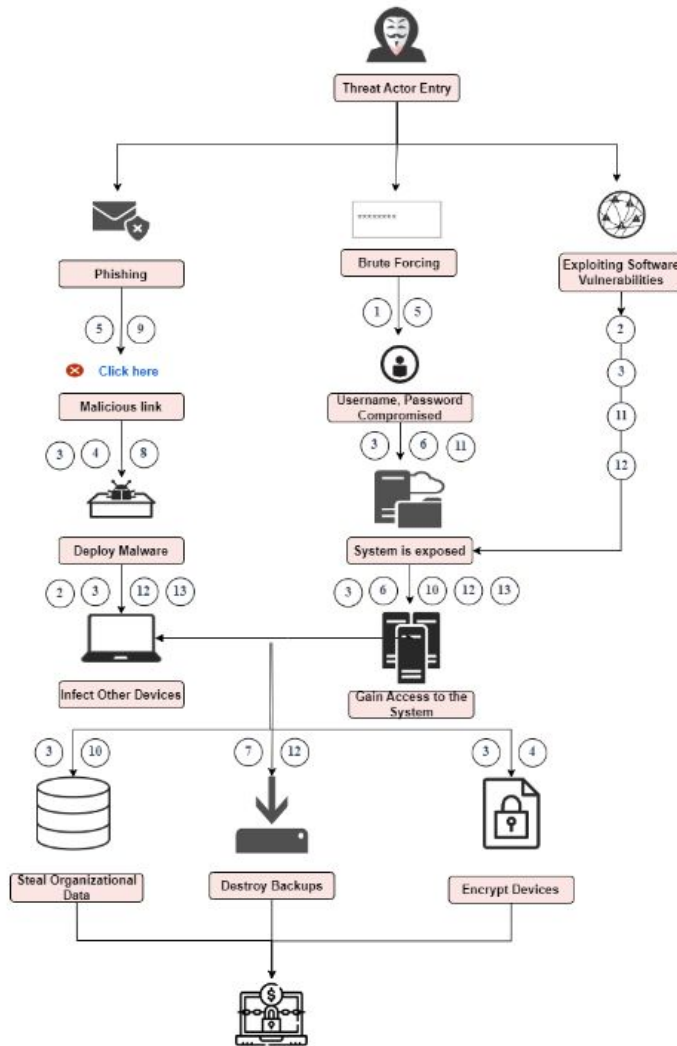 Threat Actor Entry
********
Phishing
Brute Forcing
Exploiting Software
Vulnerabilities
5 9
1 5
2
Click here
3
Malicious link
Username, Password
Compromised
11
3 4 8
3 6 11
12
Deploy Malware
System is exposed
2 3 12 13
3 6 10 12 13
Infect Other Devices
Gain Access to the
System
3 10
7 12
3 4
Steal Organizational
Data
Destroy Backups
Encrypt Devices
$